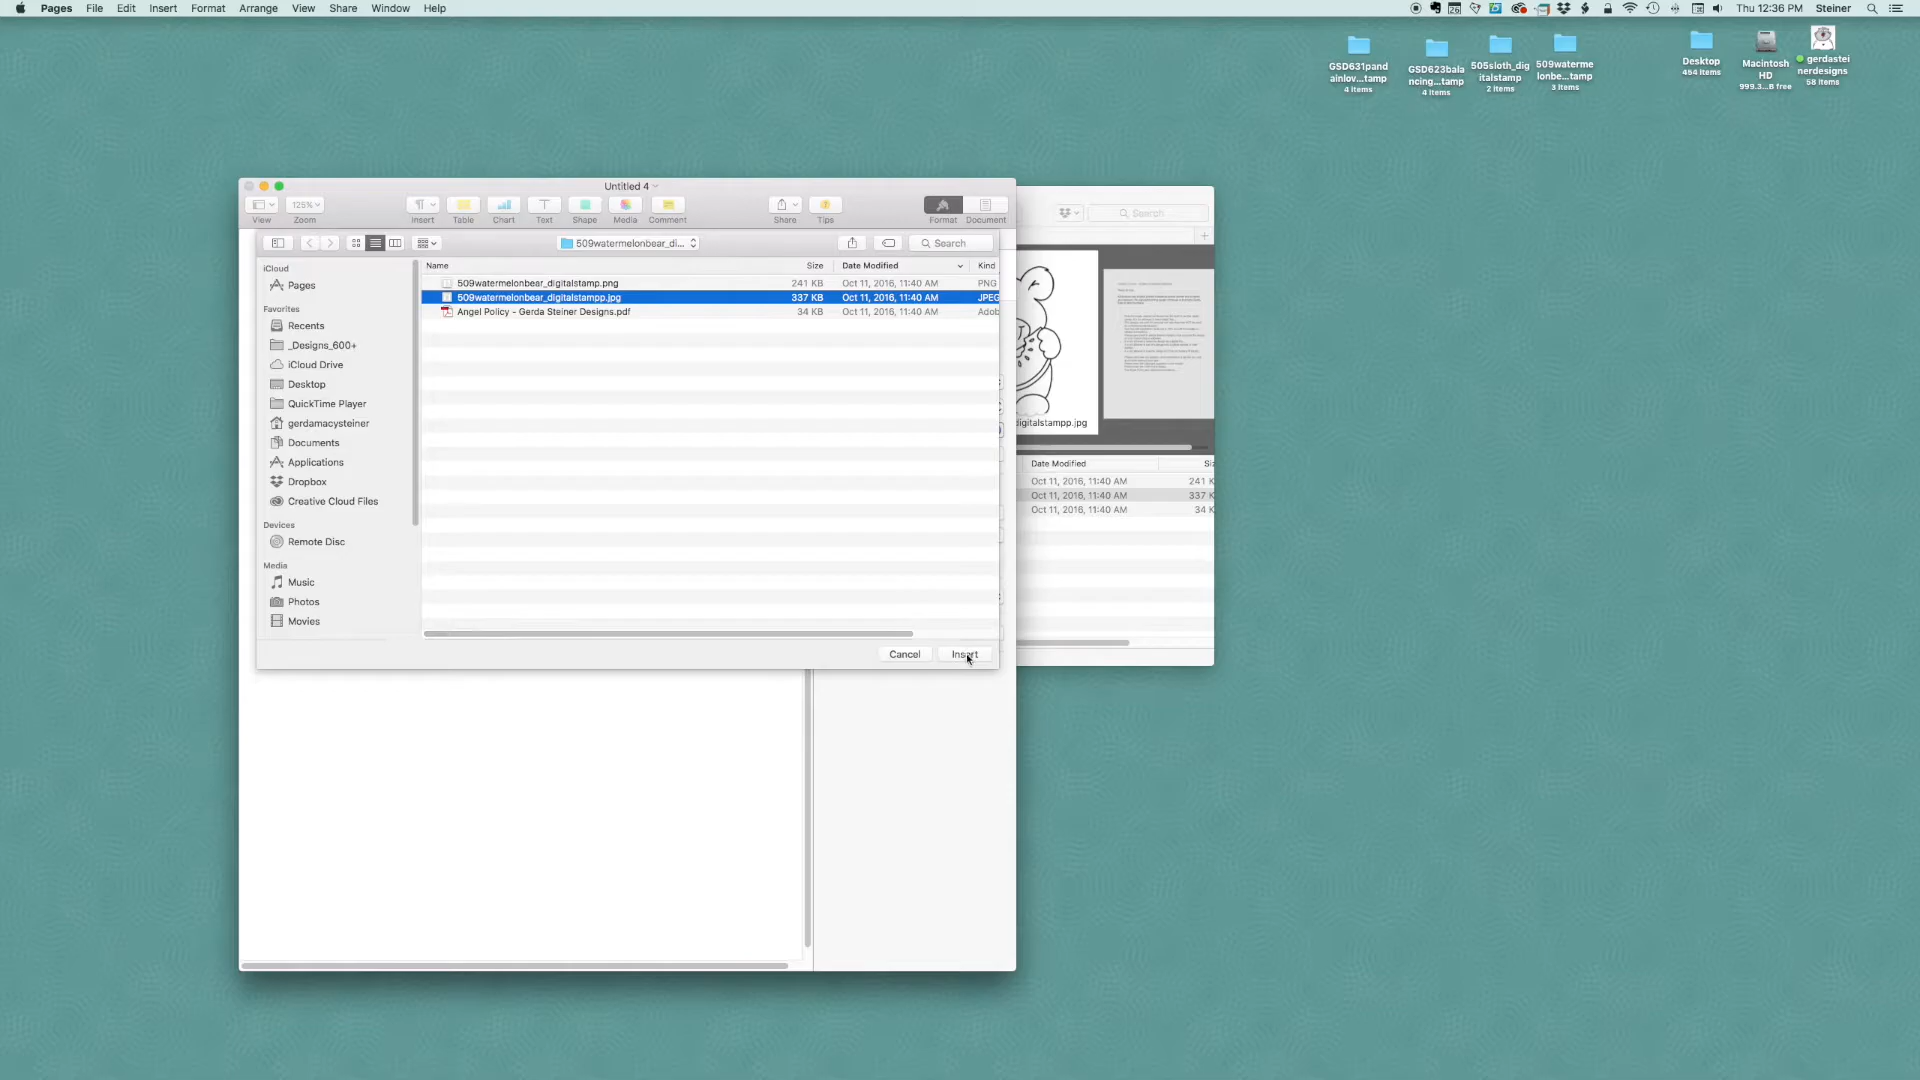 Pages File Edit Insert Format Arrange View Share Window Help
Thu 12:36 PM Steiner
GSD631pand
ainlov...tamp
4 items
GSD623bala
ncing...tamp
4 items
505sloth_dig
italstamp
2 items
509waterme
lonbe...tamp
3 items
Desktop
454 items
Macintosh
HD
999.3...B free
gerdastei
nerdesigns
58 items
Untitled 4
125%
View Zoom Insert Table Chart Text Shape Media Comment Share Tips Format Document
509watermelonbear_di...
Search
Search
iCloud
Pages
Favorites
Recents
_Designs_600+
iCloud Drive
Desktop
QuickTime Player
gerdamacysteiner
Documents
Applications
Dropbox
Creative Cloud Files
Devices
Remote Disc
Media
Music
Photos
Movies
Name Size Date Modified Kind
509watermelonbear_digitalstamp.png 241 KB Oct 11, 2016, 11:40 AM PNG
509watermelonbear_digitalstampp.jpg 337 KB Oct 11, 2016, 11:40 AM JPEG
Angel Policy - Gerda Steiner Designs.pdf 34 KB Oct 11, 2016, 11:40 AM Adob
Cancel Insert
digitalstampp.jpg
Date Modified Siz
Oct 11, 2016, 11:40 AM 241 K
Oct 11, 2016, 11:40 AM 337 K
Oct 11, 2016, 11:40 AM 34 K